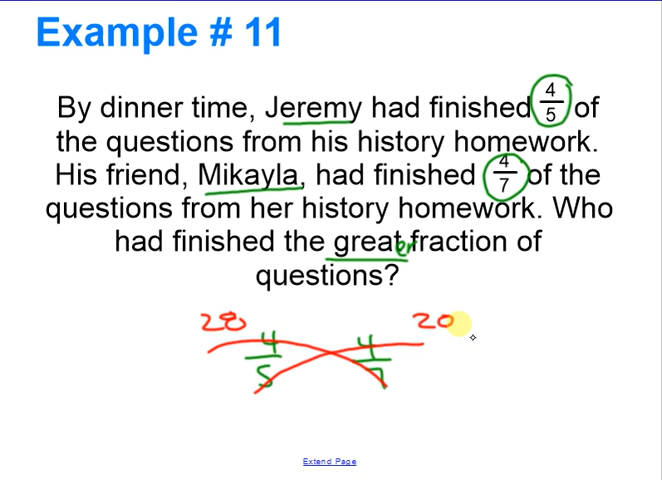 Example # 11
By dinner time, Jeremy had finished 4/5 of
the questions from his history homework.
His friend, Mikayla, had finished 4/7 of the
questions from her history homework. Who
had finished the greater fraction of
questions?
28 20
4/5 4/7
Extend Page